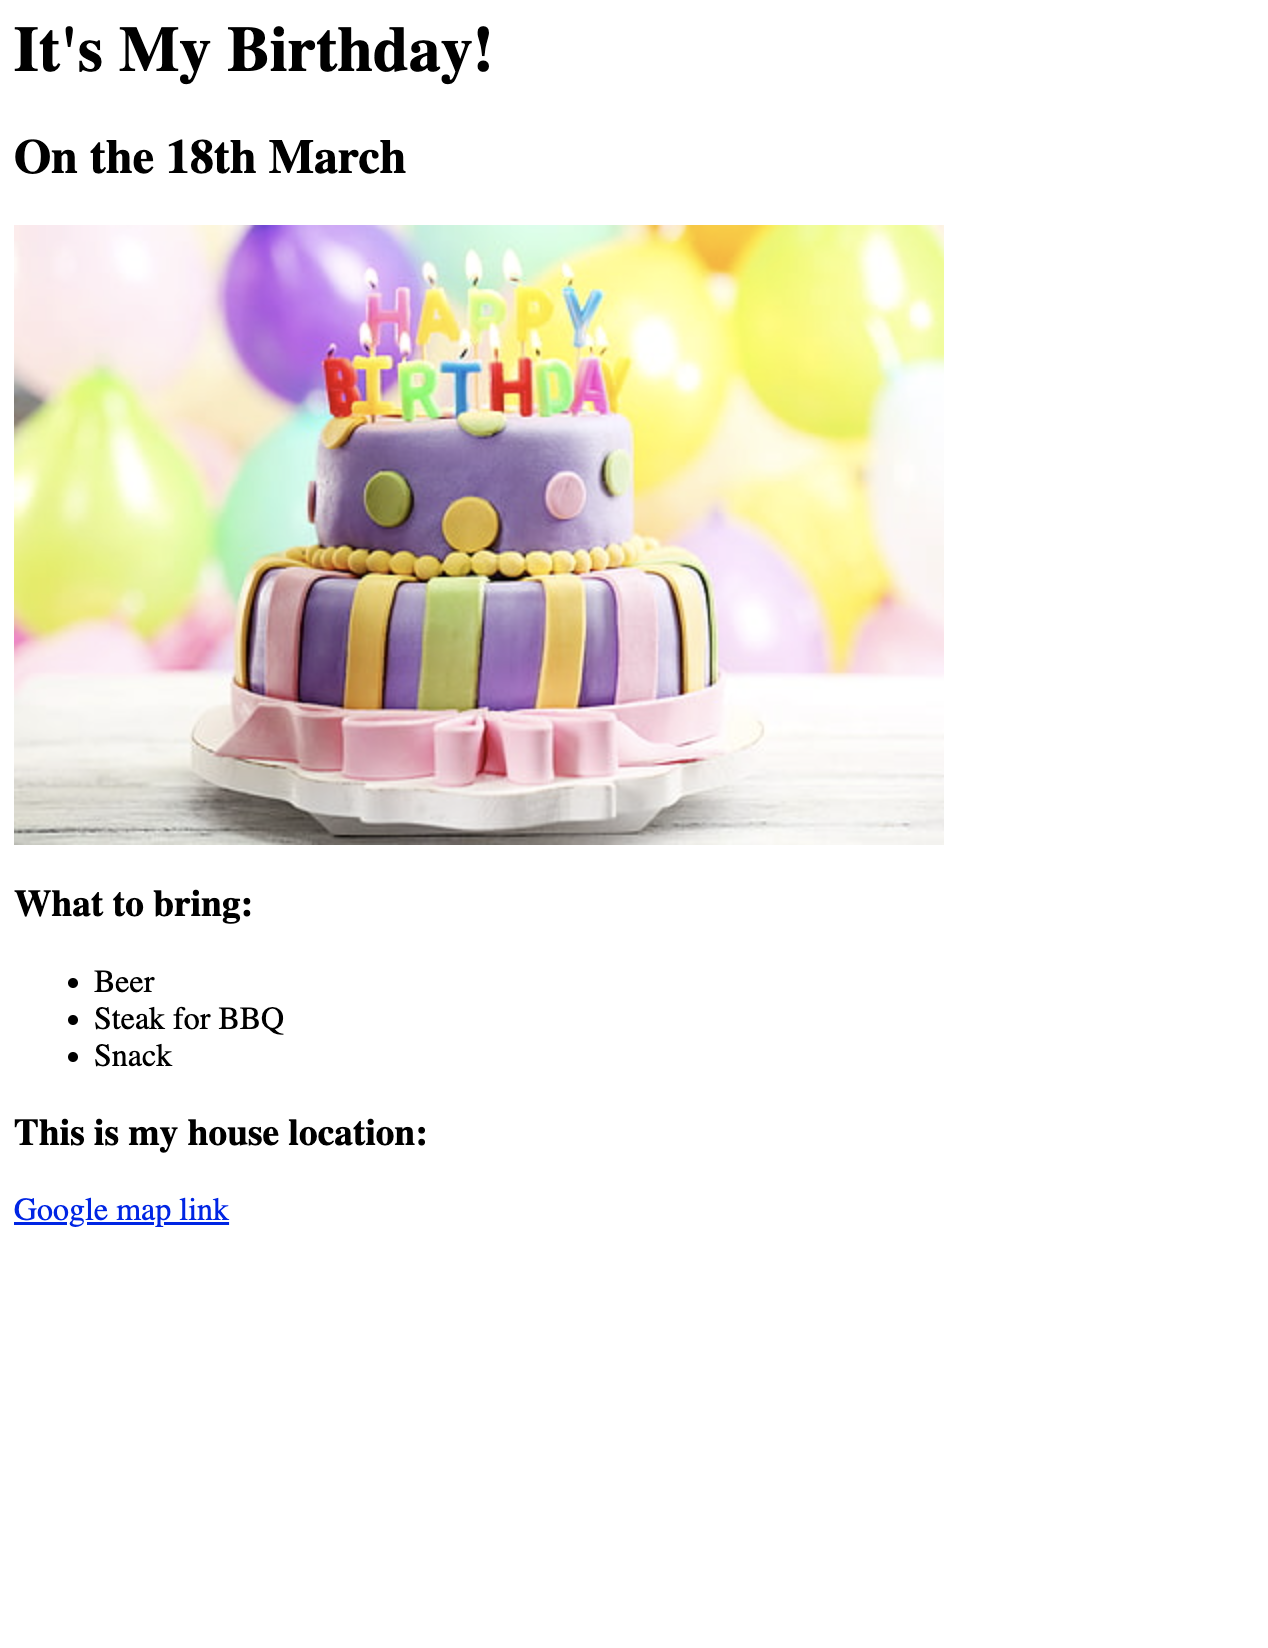 It's My Birthday!
On the 18th March
HAPPY
BIRTHDAY
What to bring:
Beer
Steak for BBQ
Snack
This is my house location:
Google map link